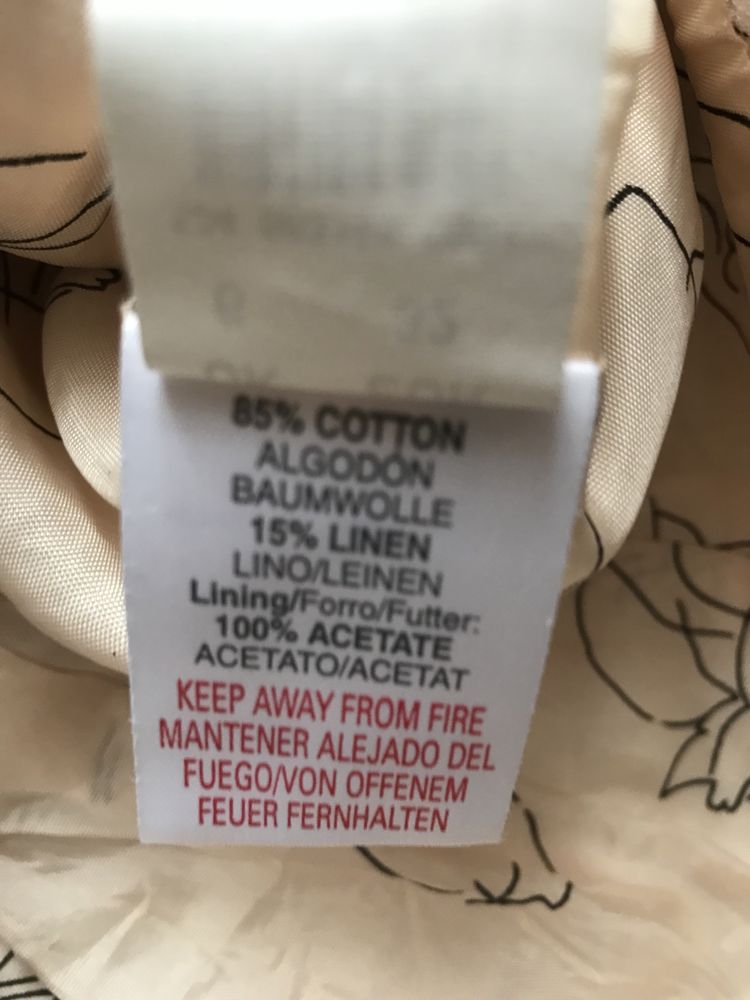 85% COTTON
ALGODÓN
BAUMWOLLE
15% LINEN
LINO/LEINEN
Lining/Forro/Futter:
100% ACETATE
ACETATO/ACETAT
KEEP AWAY FROM FIRE
MANTENER ALEJADO DEL
FUEGO/VON OFFENEM
FEUER FERNHALTEN